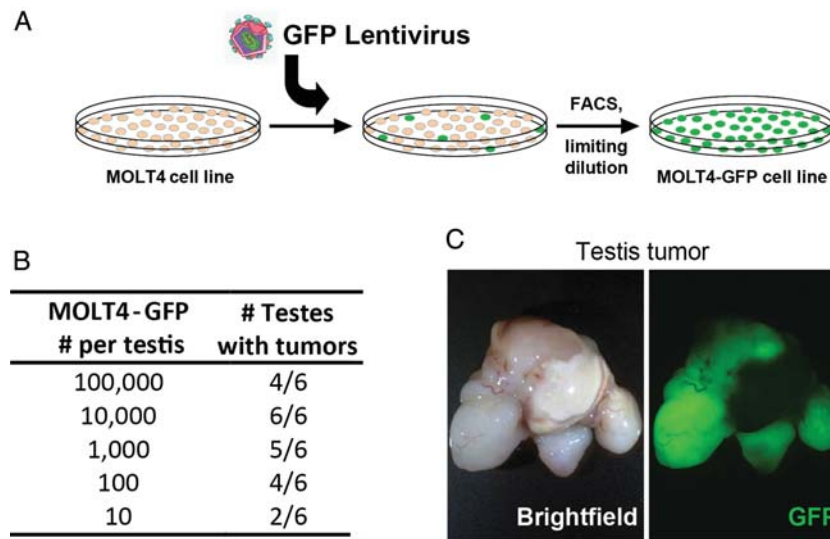 A
GFP Lentivirus
FACS,
limiting
dilution
MOLT4 cell line
MOLT4-GFP cell line
B
MOLT4-GFP
# per testis
# Testes
with tumors
100,000 4/6
10,000 6/6
1,000 5/6
100 4/6
10 2/6
C
Testis tumor
Brightfield
GFP